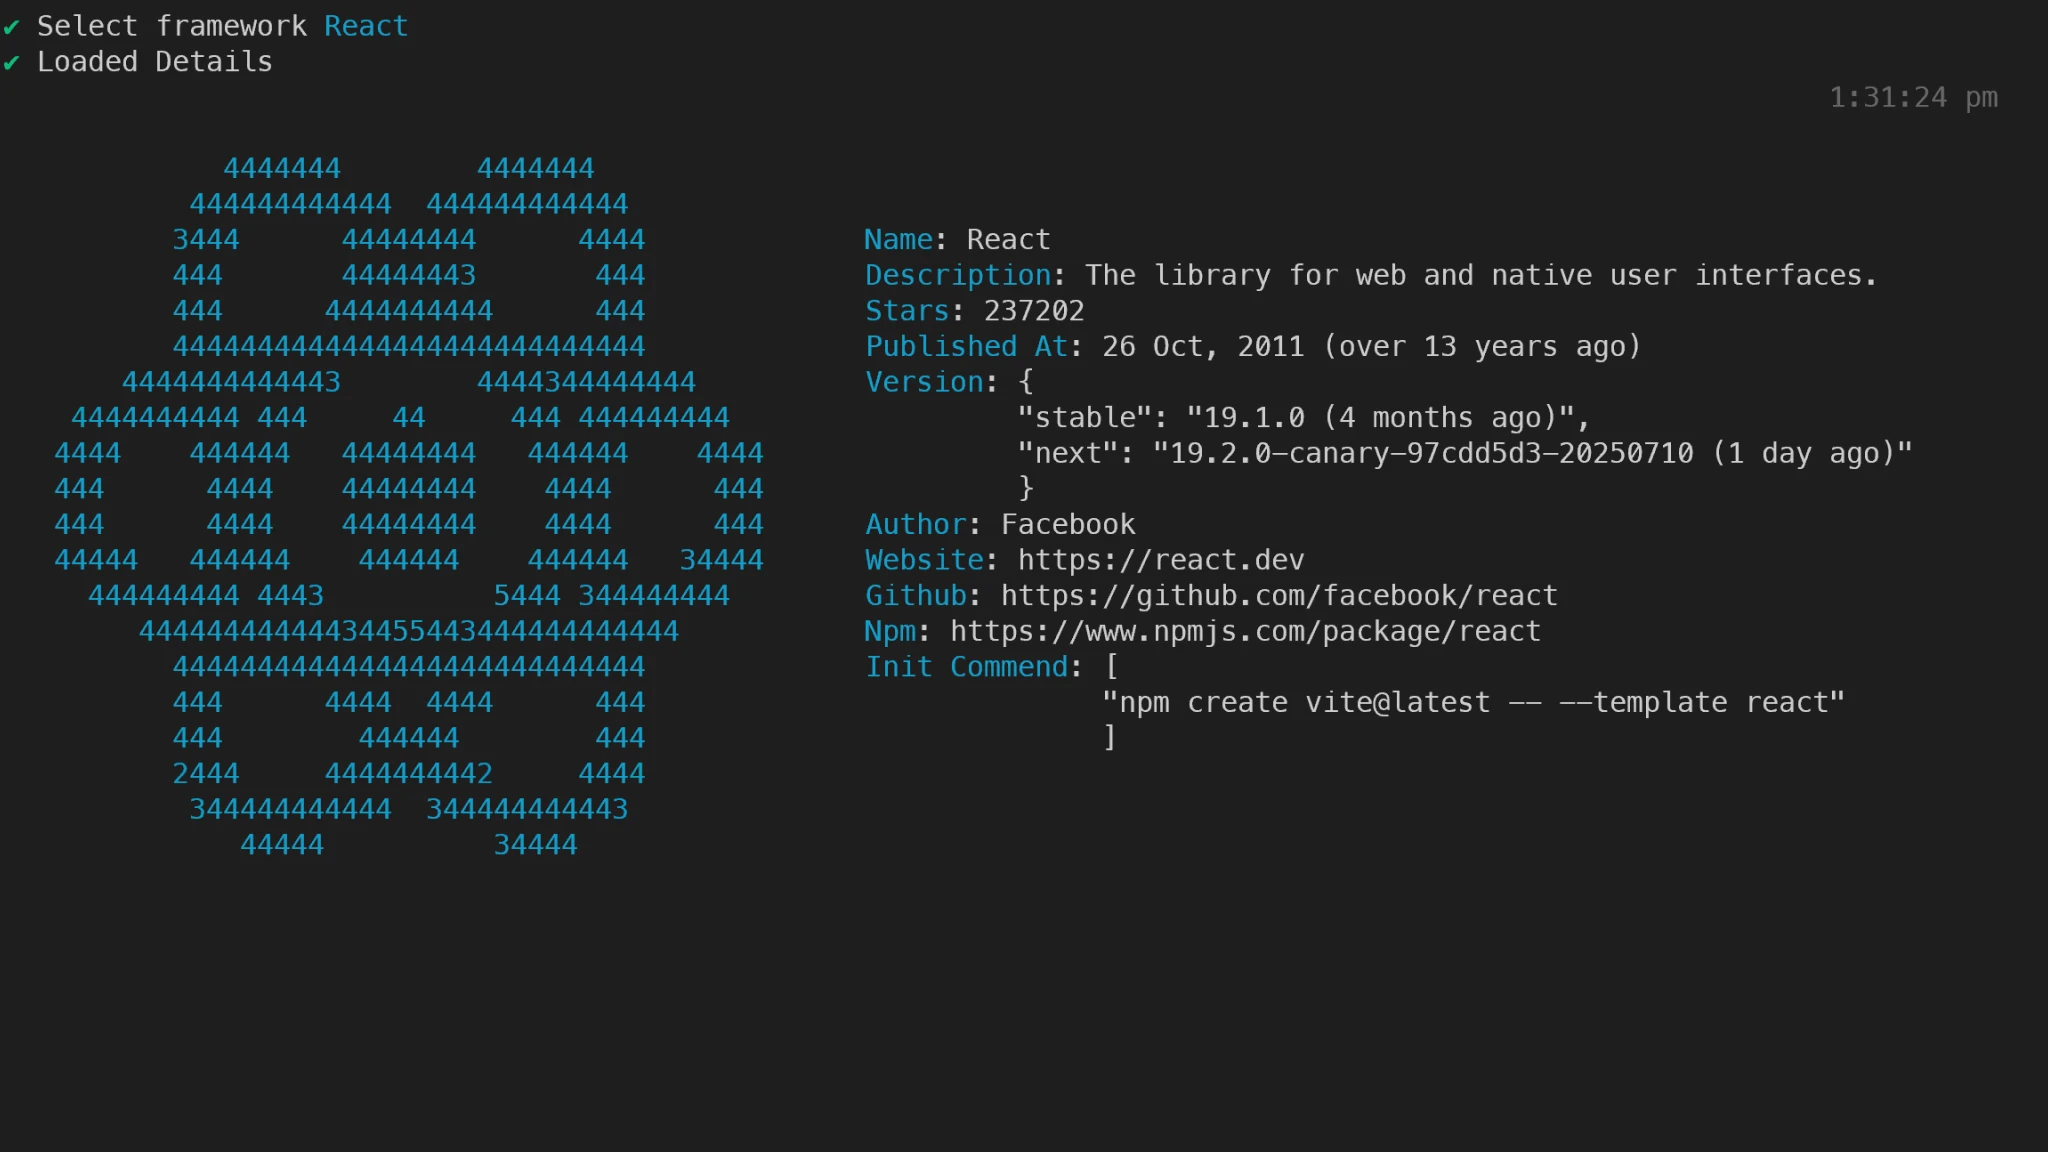 ✔ Select framework React
✔ Loaded Details
1:31:24 pm
4444444        4444444
444444444444  444444444444
3444      44444444      4444          Name: React
444       44444443       444          Description: The library for web and native user interfaces.
444      4444444444      444          Stars: 237202
4444444444444444444444444444          Published At: 26 Oct, 2011 (over 13 years ago)
4444444444443        4444344444444          Version: {
4444444444 444     44     444 444444444          "stable": "19.1.0 (4 months ago)",
4444    444444   44444444   444444    4444          "next": "19.2.0-canary-97cdd5d3-20250710 (1 day ago)"
444      4444    44444444    4444      444          }
444      4444    44444444    4444      444          Author: Facebook
44444   444444    444444    444444   34444          Website: https://react.dev
444444444 4443          5444 344444444          Github: https://github.com/facebook/react
44444444444434455443444444444444          Npm: https://www.npmjs.com/package/react
4444444444444444444444444444          Init Commend: [
444      4444  4444      444          "npm create vite@latest -- --template react"
444        444444        444          ]
2444     4444444442     4444
344444444444  344444444443
44444          34444